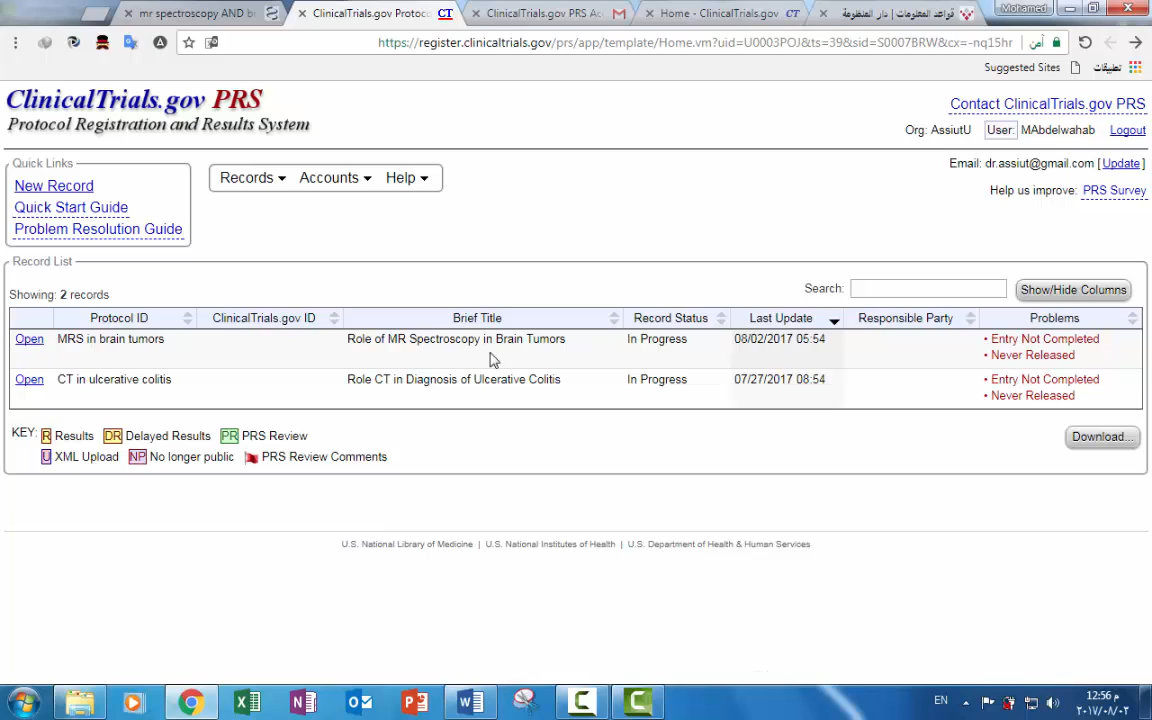 mr spectroscopy AND b
ClinicalTrials.gov Protoco
ClinicalTrials.gov PRS Ac
Home - ClinicalTrials.gov
قواعد المعلومات | دار المنظومة
Mohamed
https://register.clinicaltrials.gov/prs/app/template/Home.vm?uid=U0003POJ&ts=39&sid=S0007BRW&cx=-nq15hr
آمن
Suggested Sites
تطبيقات
ClinicalTrials.gov PRS
Protocol Registration and Results System
Contact ClinicalTrials.gov PRS
Org: AssiutU User: MAbdelwahab Logout
Quick Links
New Record
Quick Start Guide
Problem Resolution Guide
Records Accounts Help
Email: dr.assiut@gmail.com [Update]
Help us improve: PRS Survey
Record List
Showing: 2 records
Search:
Show/Hide Columns
Protocol ID ClinicalTrials.gov ID Brief Title Record Status Last Update Responsible Party Problems
Open MRS in brain tumors Role of MR Spectroscopy in Brain Tumors In Progress 08/02/2017 05:54 • Entry Not Completed
• Never Released
Open CT in ulcerative colitis Role CT in Diagnosis of Ulcerative Colitis In Progress 07/27/2017 08:54 • Entry Not Completed
• Never Released
KEY: R Results DR Delayed Results PR PRS Review
U XML Upload NP No longer public PRS Review Comments
Download...
U.S. National Library of Medicine | U.S. National Institutes of Health | U.S. Department of Health & Human Services
EN
12:56 م
٢٠١٧/٠٨/٠٢